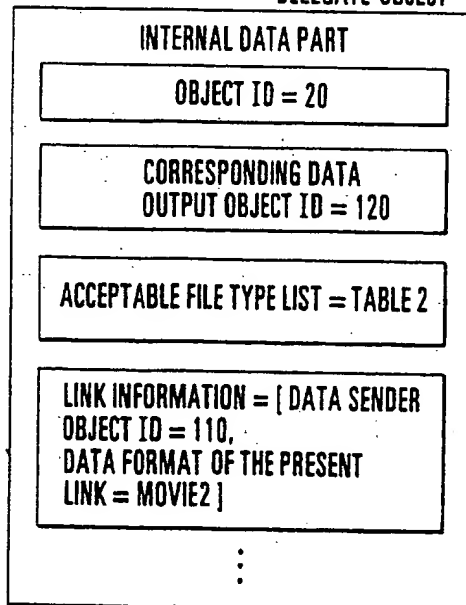 INTERNAL DATA PART
OBJECT ID = 20
CORRESPONDING DATA
OUTPUT OBJECT ID = 120
ACCEPTABLE FILE TYPE LIST = TABLE 2
LINK INFORMATION = [ DATA SENDER
OBJECT ID = 110,
DATA FORMAT OF THE PRESENT
LINK = MOVIE2 ]